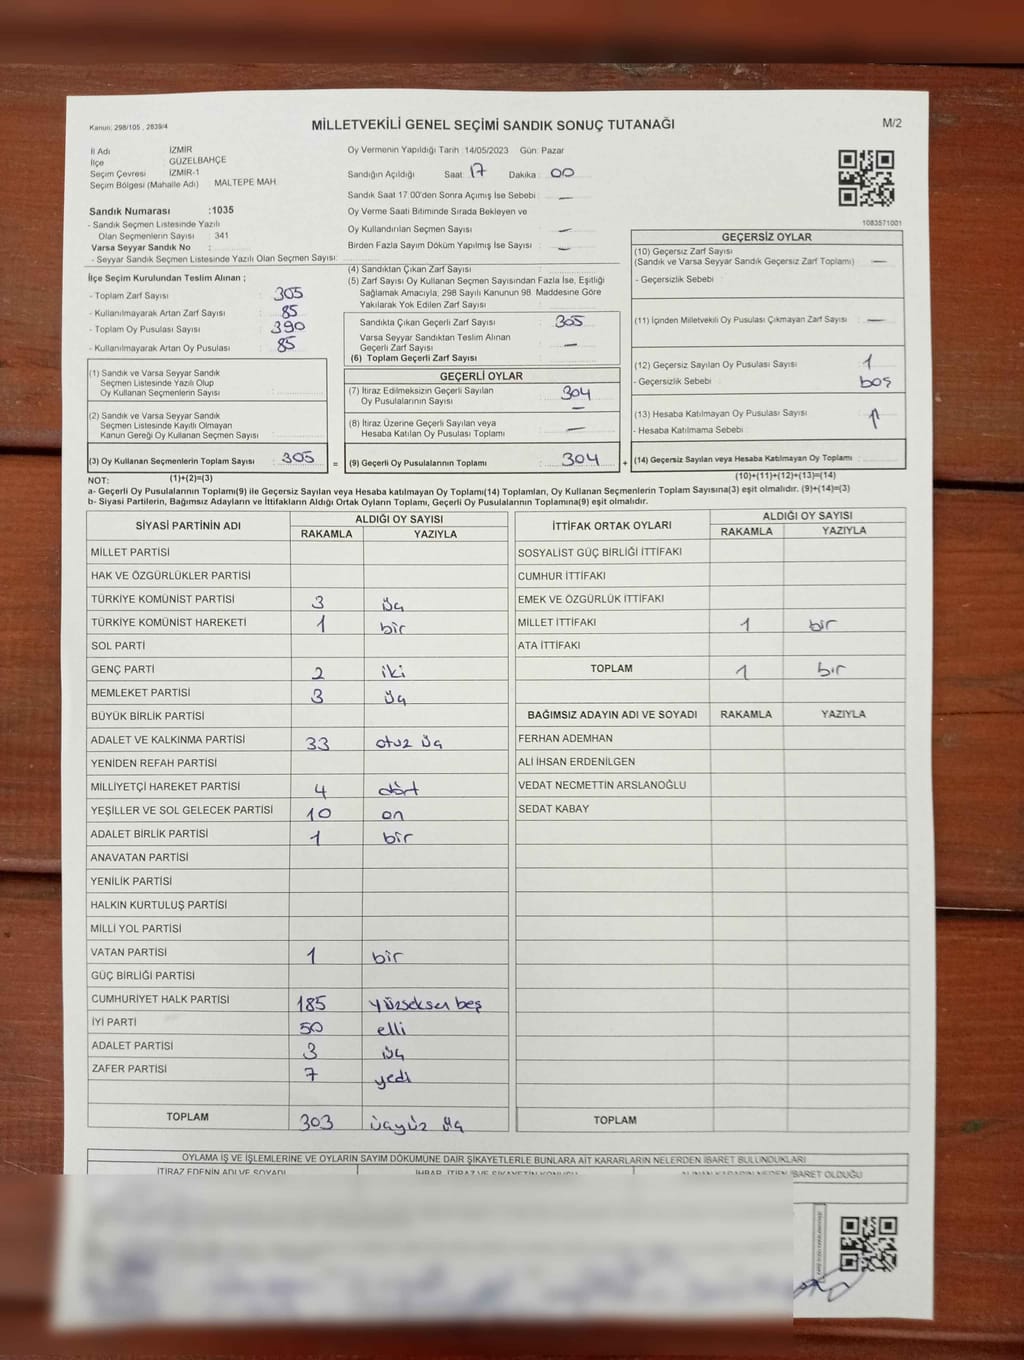 Kanun: 298/105 , 2839/4
MİLLETVEKİLİ GENEL SEÇİMİ SANDIK SONUÇ TUTANAĞI
M/2
İl Adı İZMİR
İlçe GÜZELBAHÇE
Seçim Çevresi İZMİR-1
Seçim Bölgesi (Mahalle Adı) MALTEPE MAH.
Sandık Numarası :1035
- Sandık Seçmen Listesinde Yazılı
Olan Seçmenlerin Sayısı : 341
Varsa Seyyar Sandık No :
- Seyyar Sandık Seçmen Listesinde Yazılı Olan Seçmen Sayısı:
Oy Vermenin Yapıldığı Tarih :14/05/2023 Gün: Pazar
Sandığın Açıldığı Saat: 17 Dakika : 00
Sandık Saat 17:00'den Sonra Açımış İse Sebebi : —
Oy Verme Saati Bitiminde Sırada Bekleyen ve
Oy Kullandırılan Seçmen Sayısı : —
Birden Fazla Sayım Döküm Yapılmış İse Sayısı : —
1083571001
İlçe Seçim Kurulundan Teslim Alınan ;
- Toplam Zarf Sayısı : 305
- Kullanılmayarak Artan Zarf Sayısı : 85
- Toplam Oy Pusulası Sayısı : 390
- Kullanılmayarak Artan Oy Pusulası : 85
(1) Sandık ve Varsa Seyyar Sandık
Seçmen Listesinde Yazılı Olup
Oy Kullanan Seçmenlerin Sayısı :
(2) Sandık ve Varsa Seyyar Sandık
Seçmen Listesinde Kayıtlı Olmayan
Kanun Gereği Oy Kullanan Seçmen Sayısı :
(3) Oy Kullanan Seçmenlerin Toplam Sayısı : 305
(1)+(2)=(3)
(4) Sandıktan Çıkan Zarf Sayısı :
(5) Zarf Sayısı Oy Kullanan Seçmen Sayısından Fazla İse, Eşitliği
Sağlamak Amacıyla, 298 Sayılı Kanunun 98. Maddesine Göre
Yakılarak Yok Edilen Zarf Sayısı :
Sandıkta Çıkan Geçerli Zarf Sayısı : 305
Varsa Seyyar Sandıktan Teslim Alınan
Geçerli Zarf Sayısı : —
(6) Toplam Geçerli Zarf Sayısı :
GEÇERLİ OYLAR
(7) İtiraz Edilmeksizin Geçerli Sayılan
Oy Pusulalarının Sayısı : 304
—
(8) İtiraz Üzerine Geçerli Sayılan veya
Hesaba Katılan Oy Pusulası Toplamı : —
= (9) Geçerli Oy Pusulalarının Toplamı : 304 +
GEÇERSİZ OYLAR
(10) Geçersiz Zarf Sayısı
(Sandık ve Varsa Seyyar Sandık Geçersiz Zarf Toplamı) : —
- Geçersizlik Sebebi :
(11) İçinden Milletvekili Oy Pusulası Çıkmayan Zarf Sayısı : —
(12) Geçersiz Sayılan Oy Pusulası Sayısı : 1
- Geçersizlik Sebebi : boş
(13) Hesaba Katılmayan Oy Pusulası Sayısı
- Hesaba Katılmama Sebebi :
(14) Geçersiz Sayılan veya Hesaba Katılmayan Oy Toplamı :
(10)+(11)+(12)+(13)=(14)
NOT:
a- Geçerli Oy Pusulalarının Toplamı(9) ile Geçersiz Sayılan veya Hesaba katılmayan Oy Toplamı(14) Toplamları, Oy Kullanan Seçmenlerin Toplam Sayısına(3) eşit olmalıdır. (9)+(14)=(3)
b- Siyasi Partilerin, Bağımsız Adayların ve İttifakların Aldığı Ortak Oyların Toplamı, Geçerli Oy Pusulalarının Toplamına(9) eşit olmalıdır.
SİYASİ PARTİNİN ADI ALDIĞI OY SAYISI
RAKAMLA YAZIYLA
MİLLET PARTİSİ
HAK VE ÖZGÜRLÜKLER PARTİSİ
TÜRKİYE KOMÜNİST PARTİSİ 3 üç
TÜRKİYE KOMÜNİST HAREKETİ 1 bir
SOL PARTİ
GENÇ PARTİ 2 iki
MEMLEKET PARTİSİ 3 üç
BÜYÜK BİRLİK PARTİSİ
ADALET VE KALKINMA PARTİSİ 33 otuz üç
YENİDEN REFAH PARTİSİ
MİLLİYETÇİ HAREKET PARTİSİ 4 dört
YEŞİLLER VE SOL GELECEK PARTİSİ 10 on
ADALET BİRLİK PARTİSİ 1 bir
ANAVATAN PARTİSİ
YENİLİK PARTİSİ
HALKIN KURTULUŞ PARTİSİ
MİLLİ YOL PARTİSİ
VATAN PARTİSİ 1 bir
GÜÇ BİRLİĞİ PARTİSİ
CUMHURİYET HALK PARTİSİ 185 yüzseksen beş
İYİ PARTİ 50 elli
ADALET PARTİSİ 3 üç
ZAFER PARTİSİ 7 yedi
TOPLAM 303 üçyüz üç
İTTİFAK ORTAK OYLARI ALDIĞI OY SAYISI
RAKAMLA YAZIYLA
SOSYALİST GÜÇ BİRLİĞİ İTTİFAKI
CUMHUR İTTİFAKI
EMEK VE ÖZGÜRLÜK İTTİFAKI
MİLLET İTTİFAKI 1 bir
ATA İTTİFAKI
TOPLAM 1 bir
BAĞIMSIZ ADAYIN ADI VE SOYADI RAKAMLA YAZIYLA
FERHAN ADEMHAN
ALİ İHSAN ERDENİLGEN
VEDAT NECMETTİN ARSLANOĞLU
SEDAT KABAY
TOPLAM
OYLAMA İŞ VE İŞLEMLERİNE VE OYLARIN SAYIM DÖKÜMÜNE DAİR ŞİKAYETLERLE BUNLARA AİT KARARLARIN NELERDEN İBARET BULUNDUKLARI
İTİRAZ EDENİN ADI VE SOYADI İHBAR, İTİRAZ VE ŞİKAYETİN KONUSU ALINAN KARARIN NEDEN İBARET OLDUĞU